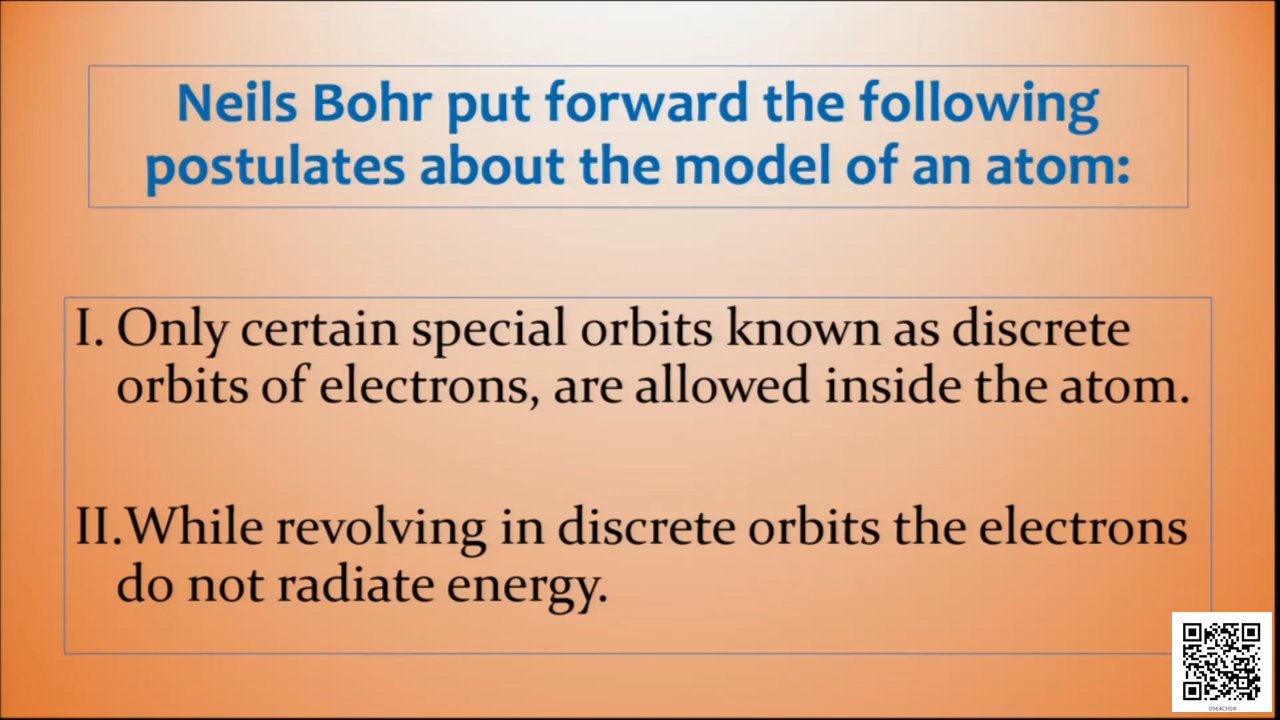 Neils Bohr put forward the following
postulates about the model of an atom:
I. Only certain special orbits known as discrete
orbits of electrons, are allowed inside the atom.
II.While revolving in discrete orbits the electrons
do not radiate energy.
0964CH04